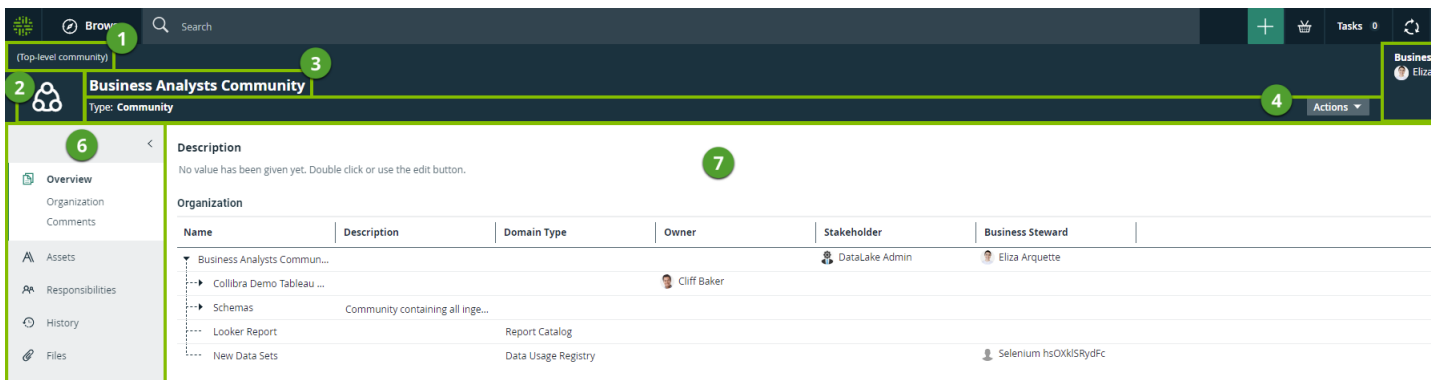 Search
Tasks 0
1
(Top-level community)
3
Busines
Eliza
2
Business Analysts Community
4
Type: Community
Actions
6
Description
7
No value has been given yet. Double click or use the edit button.
Overview
Organization
Comments
Assets
Responsibilities
History
Files
Organization
Name Description Domain Type Owner Stakeholder Business Steward
Business Analysts Commun... DataLake Admin Eliza Arquette
Collibra Demo Tableau ... Cliff Baker
Schemas Community containing all inge...
Looker Report Report Catalog
New Data Sets Data Usage Registry Selenium hsOXklSRydFc